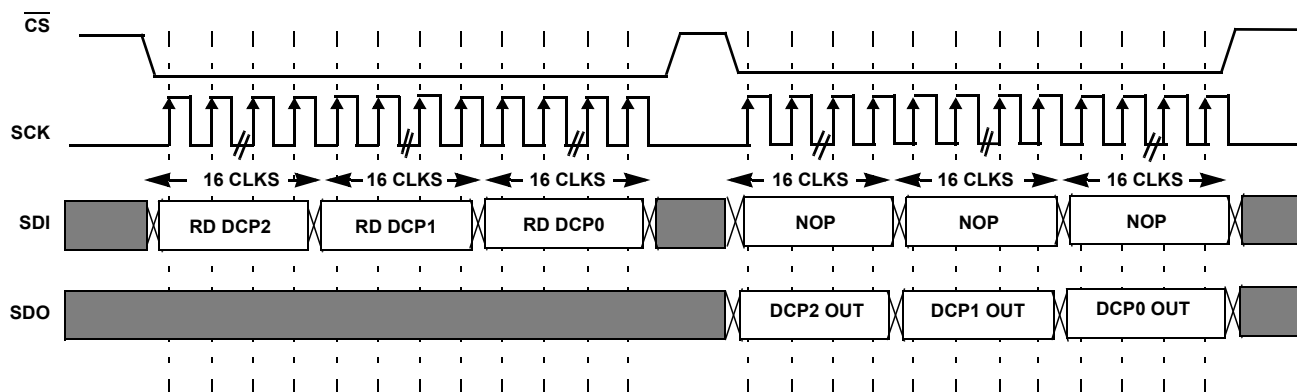 CS
SCK
16 CLKS 16 CLKS 16 CLKS 16 CLKS 16 CLKS 16 CLKS
SDI RD DCP2 RD DCP1 RD DCP0 NOP NOP NOP
SDO DCP2 OUT DCP1 OUT DCP0 OUT